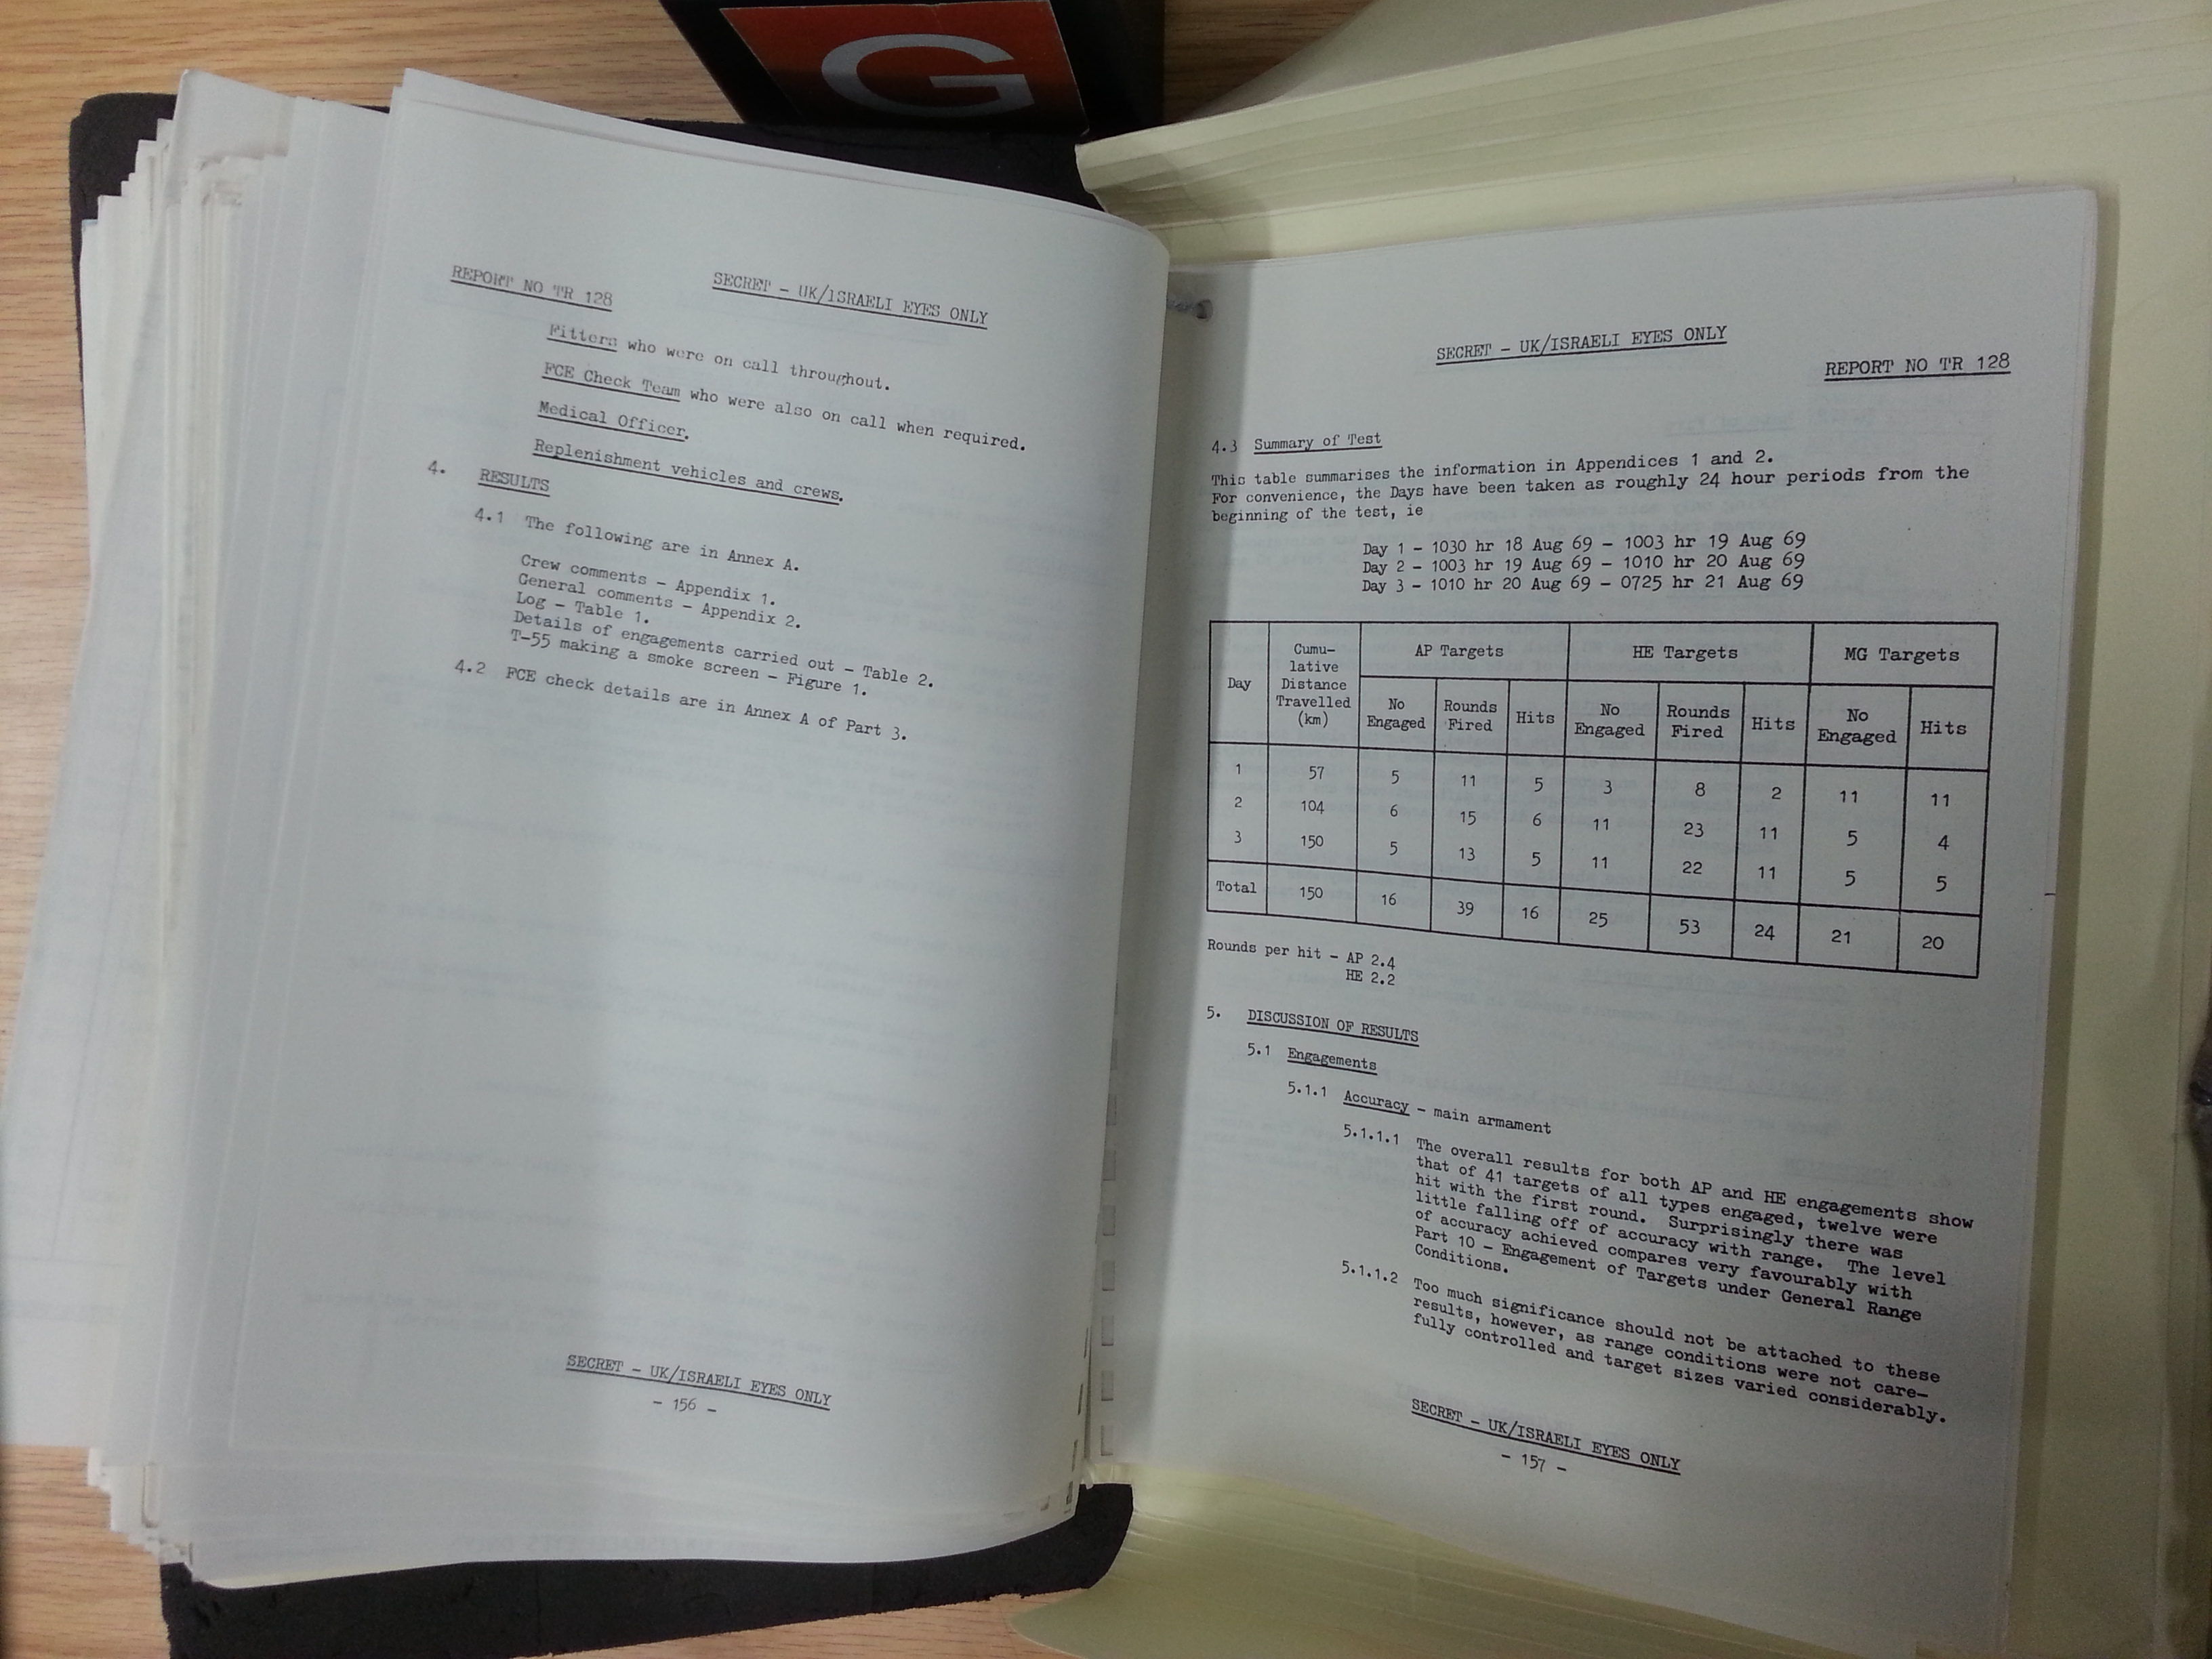 G
REPORT NO TR 128
SECRET - UK/ISRAELI EYES ONLY
Fitters who were on call throughout.
FCE Check Team who were also on call when required.
Medical Officer.
Replenishment vehicles and crews.
4. RESULTS
4.1 The following are in Annex A.
Crew comments - Appendix 1.
General comments - Appendix 2.
Log - Table 1.
Details of engagements carried out - Table 2.
T-55 making a smoke screen - Figure 1.
4.2 FCE check details are in Annex A of Part 3.
SECRET - UK/ISRAELI EYES ONLY
- 156 -
SECRET - UK/ISRAELI EYES ONLY
REPORT NO TR 128
4.3 Summary of Test
This table summarises the information in Appendices 1 and 2.
For convenience, the Days have been taken as roughly 24 hour periods from the
beginning of the test, ie
Day 1 - 1030 hr 18 Aug 69 - 1003 hr 19 Aug 69
Day 2 - 1003 hr 19 Aug 69 - 1010 hr 20 Aug 69
Day 3 - 1010 hr 20 Aug 69 - 0725 hr 21 Aug 69
Day
Cumu-
lative
Distance
Travelled
(km)
AP Targets
HE Targets
MG Targets
No
Engaged
Rounds
Fired
Hits
No
Engaged
Rounds
Fired
Hits
No
Engaged
Hits
1 57 5 11 5 3 8 2 11 11
2 104 6 15 6 11 23 11 5 4
3 150 5 13 5 11 22 11 5 5
Total 150 16 39 16 25 53 24 21 20
Rounds per hit - AP 2.4
HE 2.2
5. DISCUSSION OF RESULTS
5.1 Engagements
5.1.1 Accuracy - main armament
5.1.1.1 The overall results for both AP and HE engagements show
that of 41 targets of all types engaged, twelve were
hit with the first round. Surprisingly there was
little falling off of accuracy with range. The level
of accuracy achieved compares very favourably with
Part 10 - Engagement of Targets under General Range
Conditions.
5.1.1.2 Too much significance should not be attached to these
results, however, as range conditions were not care-
fully controlled and target sizes varied considerably.
SECRET - UK/ISRAELI EYES ONLY
- 157 -